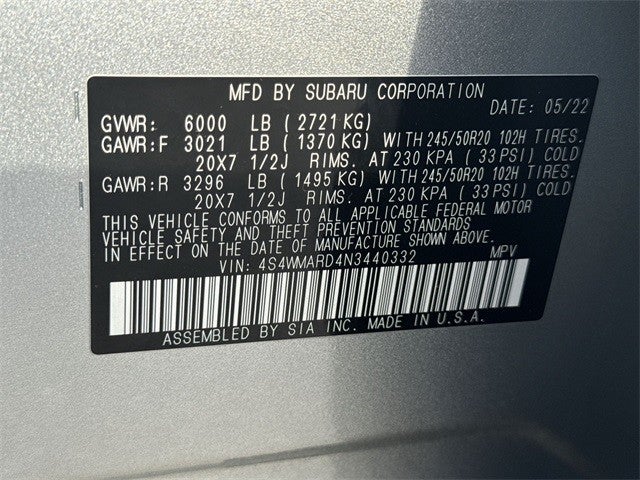 MFD BY SUBARU CORPORATION
DATE: 05/22
GVWR: 6000 LB (2721 KG)
GAWR:F 3021 LB (1370 KG) WITH 245/50R20 102H TIRES.
20X7 1/2J RIMS. AT 230 KPA (33 PSI) COLD
GAWR:R 3296 LB (1495 KG) WITH 245/50R20 102H TIRES.
20X7 1/2J RIMS. AT 230 KPA (33 PSI) COLD
THIS VEHICLE CONFORMS TO ALL APPLICABLE FEDERAL MOTOR
VEHICLE SAFETY AND THEFT PREVENTION STANDARDS
IN EFFECT ON THE DATE OF MANUFACTURE SHOWN ABOVE.
VIN: 4S4WMARD4N3440332 MPV
ASSEMBLED BY SIA INC. MADE IN U.S.A.